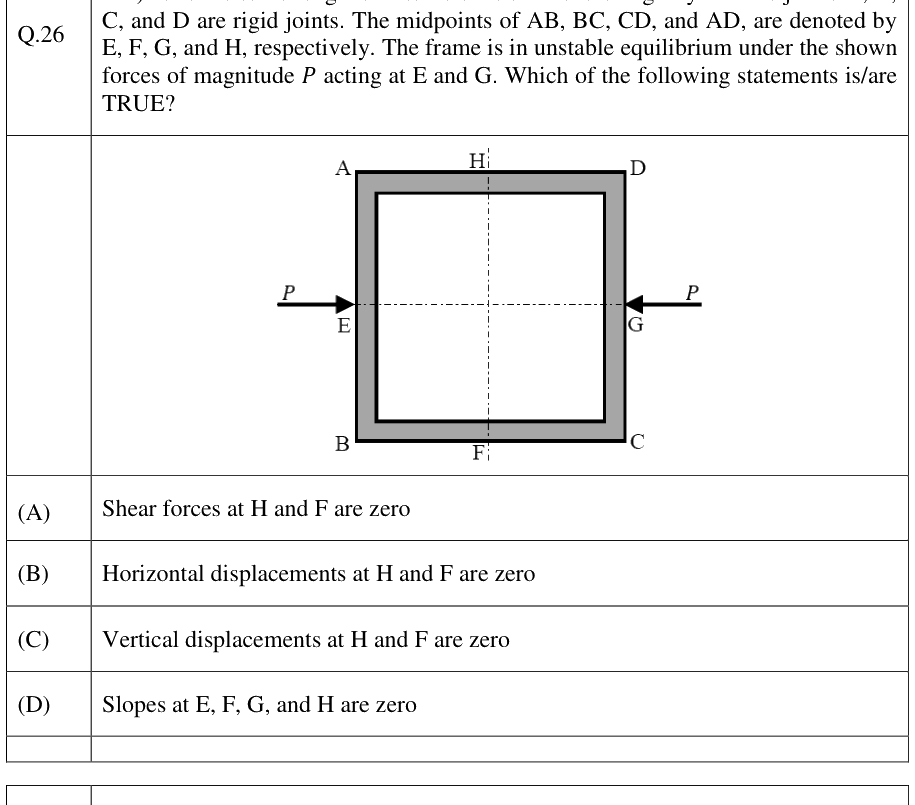 Q.26
C, and D are rigid joints. The midpoints of AB, BC, CD, and AD, are denoted by
E, F, G, and H, respectively. The frame is in unstable equilibrium under the shown
forces of magnitude P acting at E and G. Which of the following statements is/are
TRUE?
H
A
D
P
P
E
G
B
C
F
(A) Shear forces at H and F are zero
(B) Horizontal displacements at H and F are zero
(C) Vertical displacements at H and F are zero
(D) Slopes at E, F, G, and H are zero